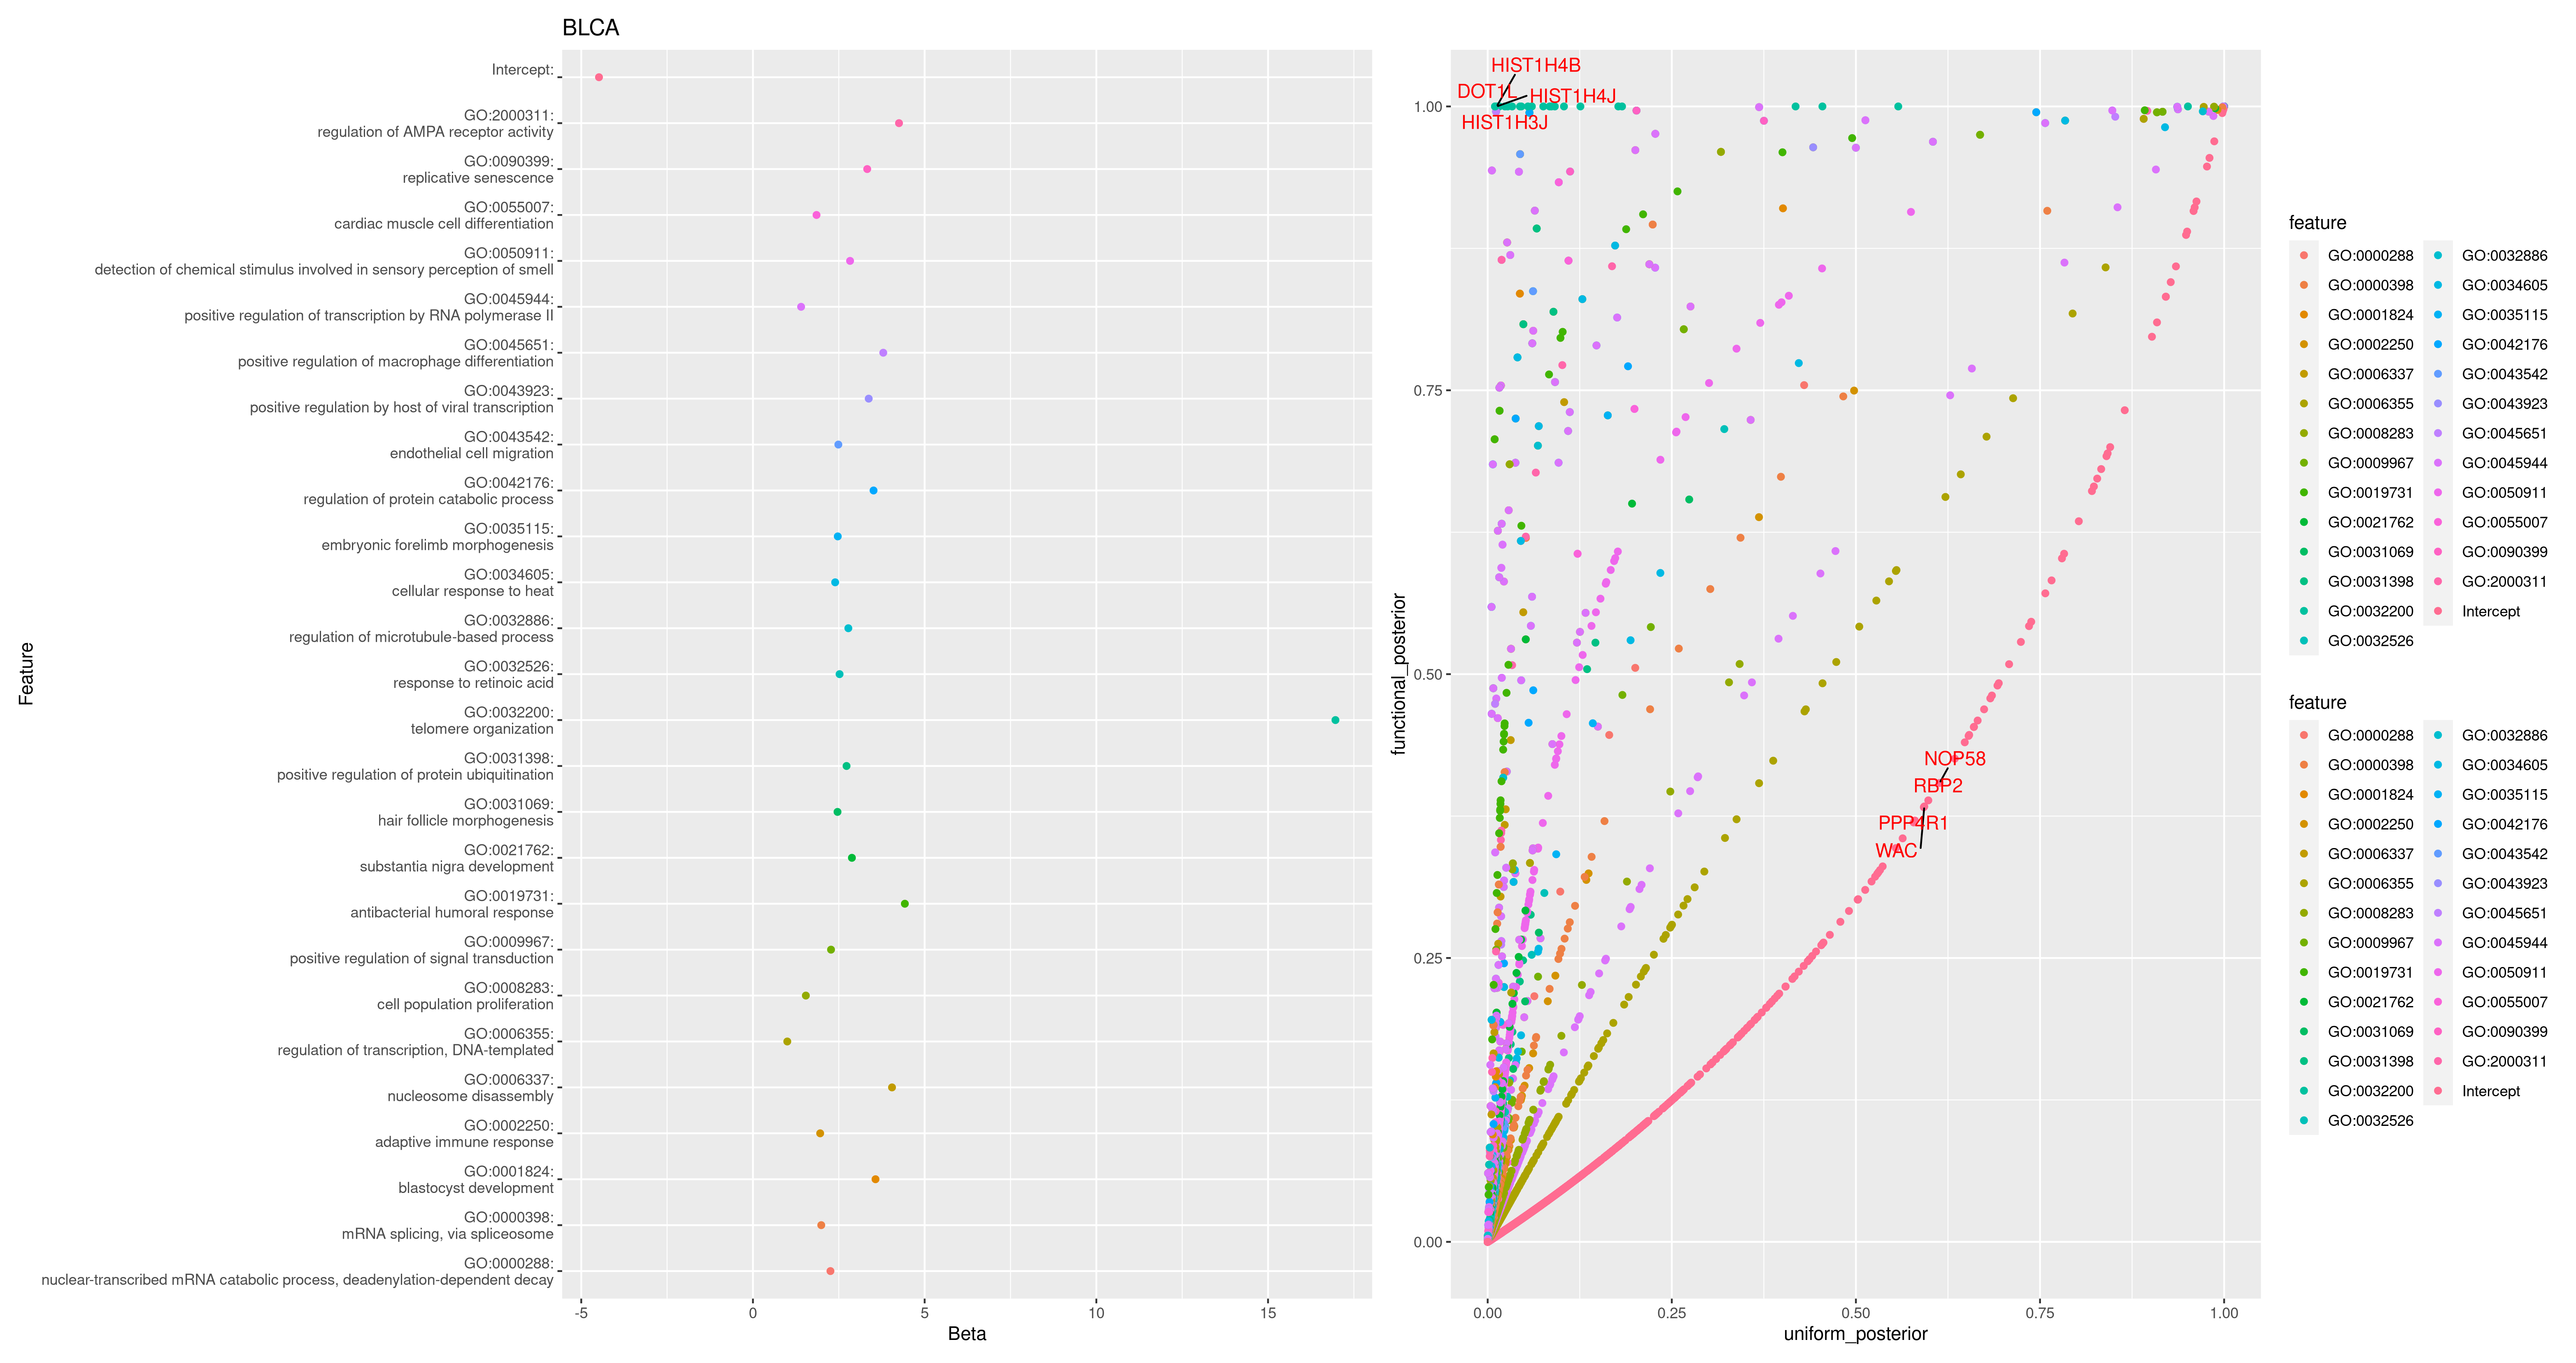 BLCA
Feature
Intercept:
GO:2000311:
regulation of AMPA receptor activity
GO:0090399:
replicative senescence
GO:0055007:
cardiac muscle cell differentiation
GO:0050911:
detection of chemical stimulus involved in sensory perception of smell
GO:0045944:
positive regulation of transcription by RNA polymerase II
GO:0045651:
positive regulation of macrophage differentiation
GO:0043923:
positive regulation by host of viral transcription
GO:0043542:
endothelial cell migration
GO:0042176:
regulation of protein catabolic process
GO:0035115:
embryonic forelimb morphogenesis
GO:0034605:
cellular response to heat
GO:0032886:
regulation of microtubule-based process
GO:0032526:
response to retinoic acid
GO:0032200:
telomere organization
GO:0031398:
positive regulation of protein ubiquitination
GO:0031069:
hair follicle morphogenesis
GO:0021762:
substantia nigra development
GO:0019731:
antibacterial humoral response
GO:0009967:
positive regulation of signal transduction
GO:0008283:
cell population proliferation
GO:0006355:
regulation of transcription, DNA-templated
GO:0006337:
nucleosome disassembly
GO:0002250:
adaptive immune response
GO:0001824:
blastocyst development
GO:0000398:
mRNA splicing, via spliceosome
GO:0000288:
nuclear-transcribed mRNA catabolic process, deadenylation-dependent decay
-5 0 5 10 15
Beta
functional_posterior
1.00
0.75
0.50
0.25
0.00
HIST1H4B
DOT1L
HIST1H4J
HIST1H3J
NOP58
RBP2
PPP4R1
WAC
0.00 0.25 0.50 0.75 1.00
uniform_posterior
feature
GO:0000288 GO:0032886
GO:0000398 GO:0034605
GO:0001824 GO:0035115
GO:0002250 GO:0042176
GO:0006337 GO:0043542
GO:0006355 GO:0043923
GO:0008283 GO:0045651
GO:0009967 GO:0045944
GO:0019731 GO:0050911
GO:0021762 GO:0055007
GO:0031069 GO:0090399
GO:0031398 GO:2000311
GO:0032200 Intercept
GO:0032526
feature
GO:0000288 GO:0032886
GO:0000398 GO:0034605
GO:0001824 GO:0035115
GO:0002250 GO:0042176
GO:0006337 GO:0043542
GO:0006355 GO:0043923
GO:0008283 GO:0045651
GO:0009967 GO:0045944
GO:0019731 GO:0050911
GO:0021762 GO:0055007
GO:0031069 GO:0090399
GO:0031398 GO:2000311
GO:0032200 Intercept
GO:0032526